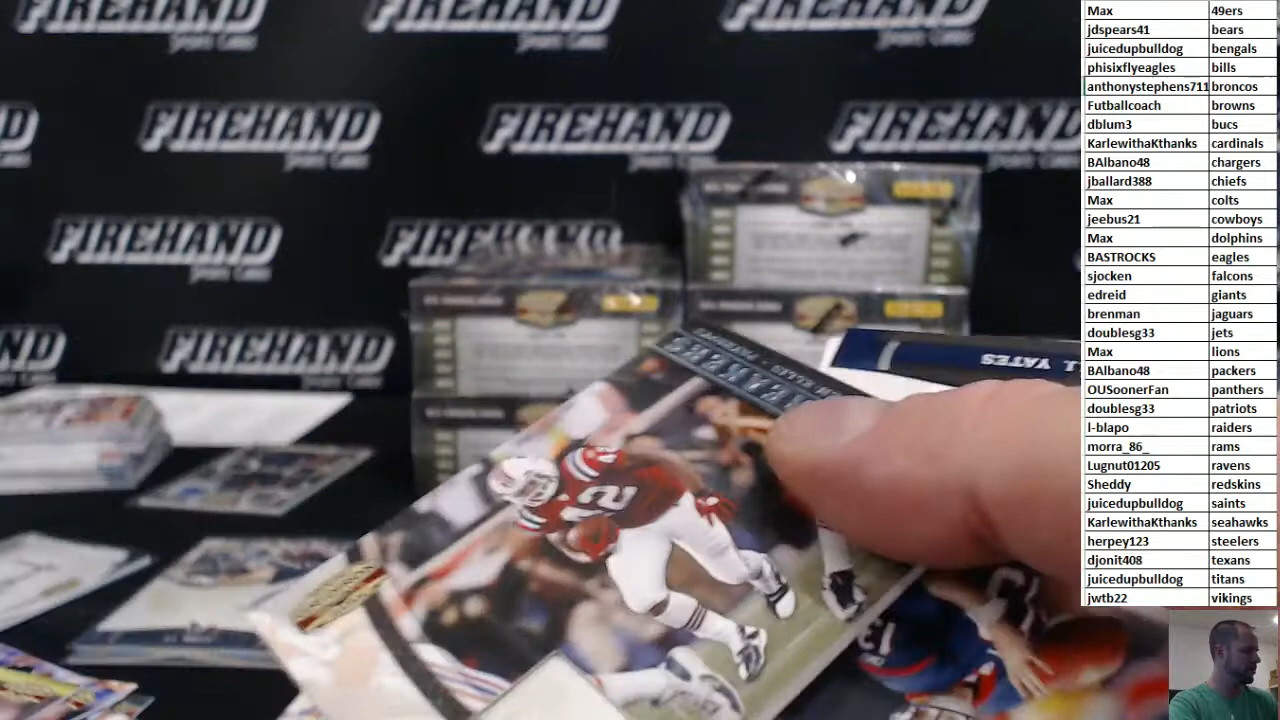 FIREHAND
FIREHAND
FIREHAND
FIREHAND
FIREHAND
FIREHAND
FIREHAND
FIREHAND
FIREHAND
YATES
42
13
Max 49ers
jdspears41 bears
juicedupbulldog bengals
phisixflyeagles bills
anthonystephens711 broncos
Futballcoach browns
dblum3 bucs
KarlewithaKthanks cardinals
BAlbano48 chargers
jballard388 chiefs
Max colts
jeebus21 cowboys
Max dolphins
BASTROCKS eagles
sjocken falcons
edreid giants
brenman jaguars
doublesg33 jets
Max lions
BAlbano48 packers
OUSoonerFan panthers
doublesg33 patriots
l-blapo raiders
morra_86_ rams
Lugnut01205 ravens
Sheddy redskins
juicedupbulldog saints
KarlewithaKthanks seahawks
herpey123 steelers
djonit408 texans
juicedupbulldog titans
jwtb22 vikings